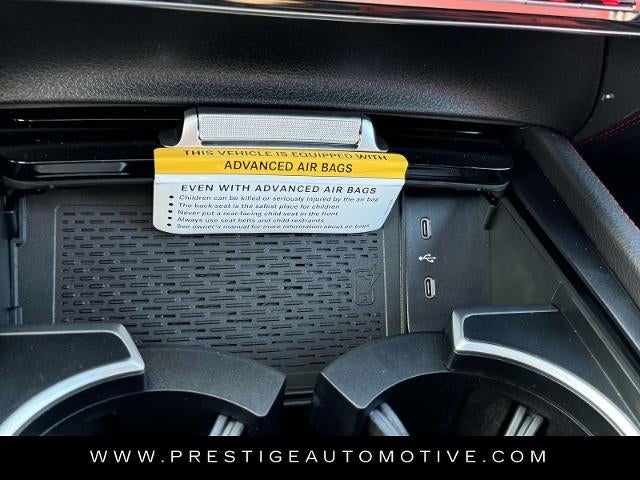 THIS VEHICLE IS EQUIPPED WITH
ADVANCED AIR BAGS
EVEN WITH ADVANCED AIR BAGS
• Children can be killed or seriously injured by the air bag
• The back seat is the safest place for children
• Never put a rear-facing child seat in the front
• Always use seat belts and child restraints
• See owner's manual for more information about air bags
WWW.PRESTIGEAUTOMOTIVE.COM